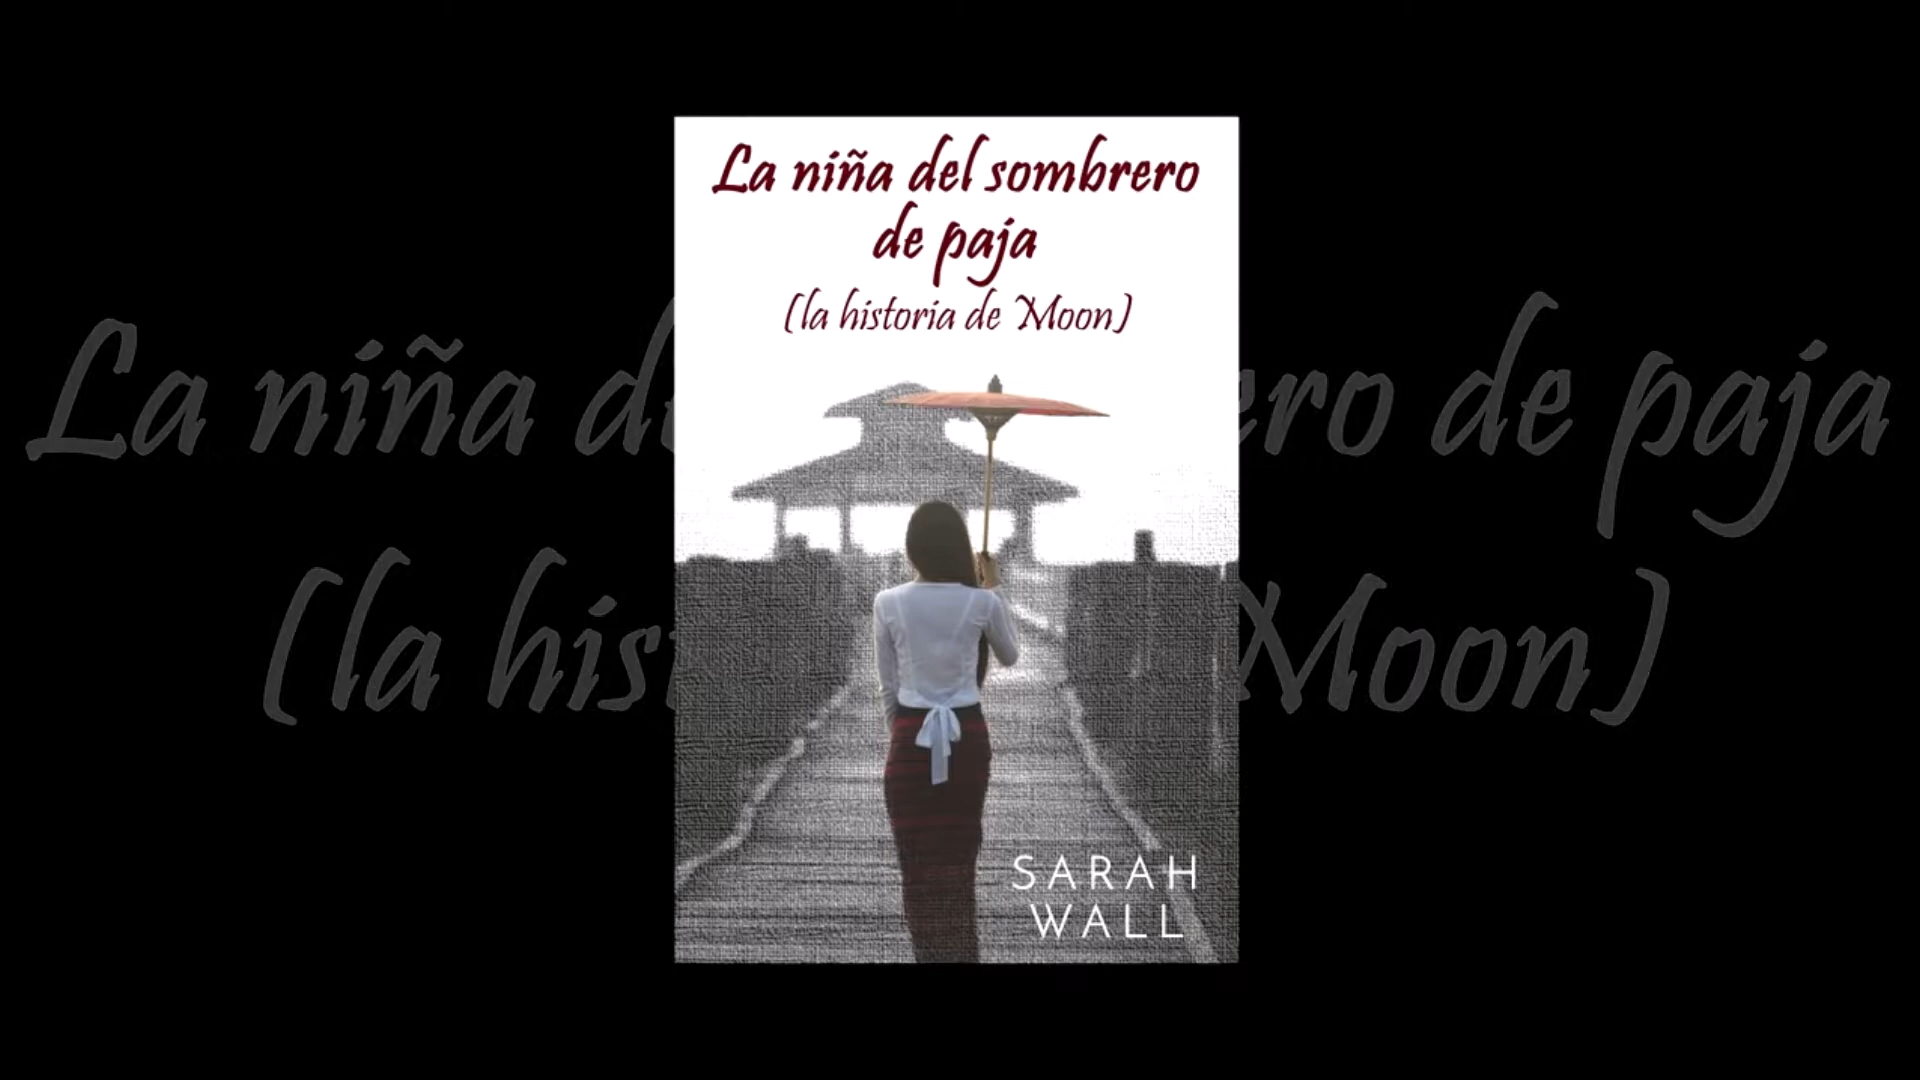 La niña del sombrero
de paja
(la historia de Moon)
La niña de ero de paja
(la his Moon)
SARAH
WALL